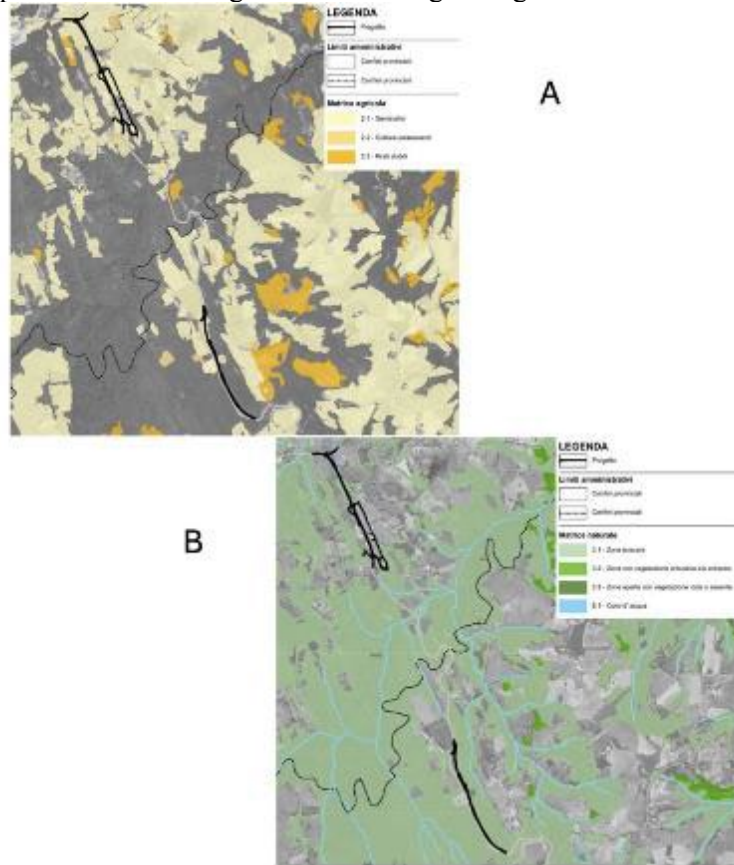 LEGENDA
Progetto
Limiti amministrativi
Confini provinciali
Confini provinciali
Matrice agricola
2.1 - Seminativi
2.2 - Colture permanenti
2.3 - Prati stabili
A
LEGENDA
Progetto
Limiti amministrativi
Confini provinciali
Confini provinciali
Matrice naturale
3.1 - Zone boscate
3.2 - Zone con vegetazione arbustiva e/o erbacea
3.3 - Zone aperte con vegetazione rada o assente
5.1 - Corsi d'acqua
B